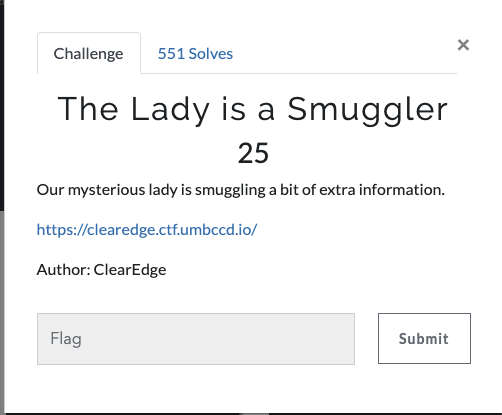 Challenge
551 Solves
×
The Lady is a Smuggler
25
Our mysterious lady is smuggling a bit of extra information.
https://clearedge.ctf.umbccd.io/
Author: ClearEdge
Flag
Submit